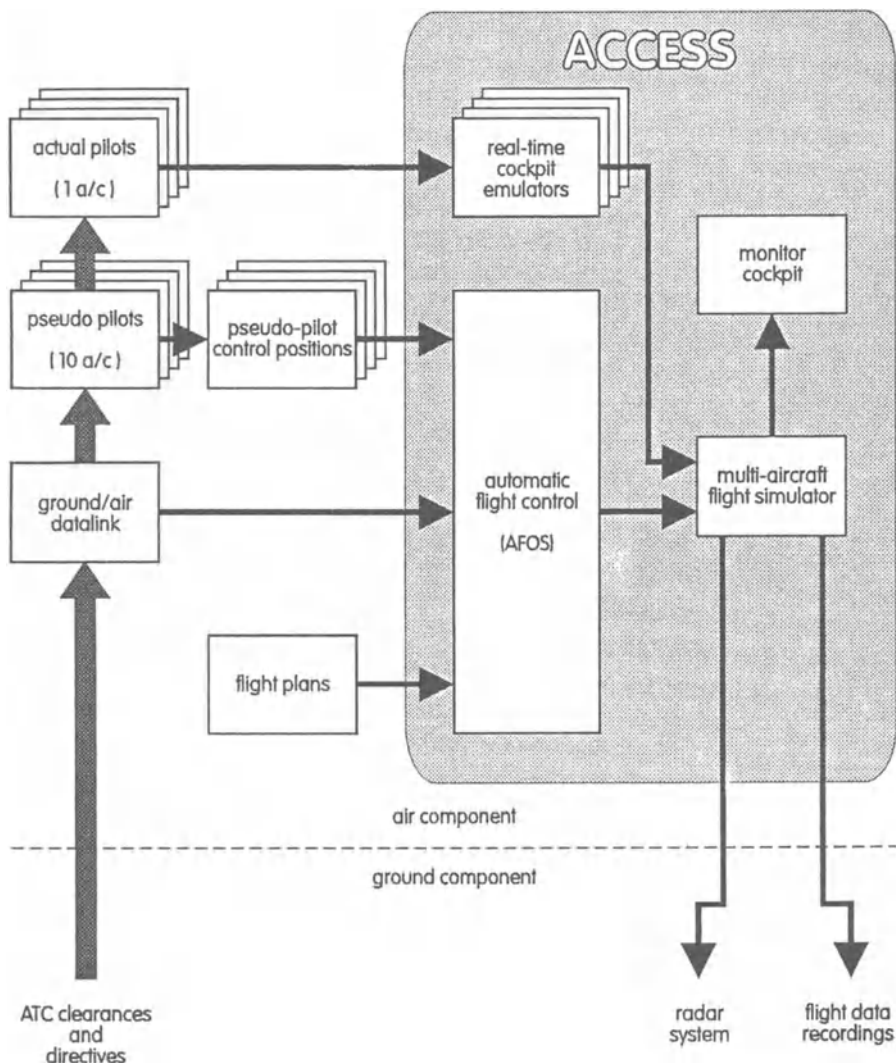 ACCESS
actual pilots
(1 a/c)
real-time
cockpit
emulators
monitor
cockpit
pseudo pilots
(10 a/c)
pseudo-pilot
control positions
ground/air
datalink
automatic
flight control
(AFOS)
multi-aircraft
flight simulator
flight plans
air component
ground component
ATC clearances
and
directives
radar
system
flight data
recordings